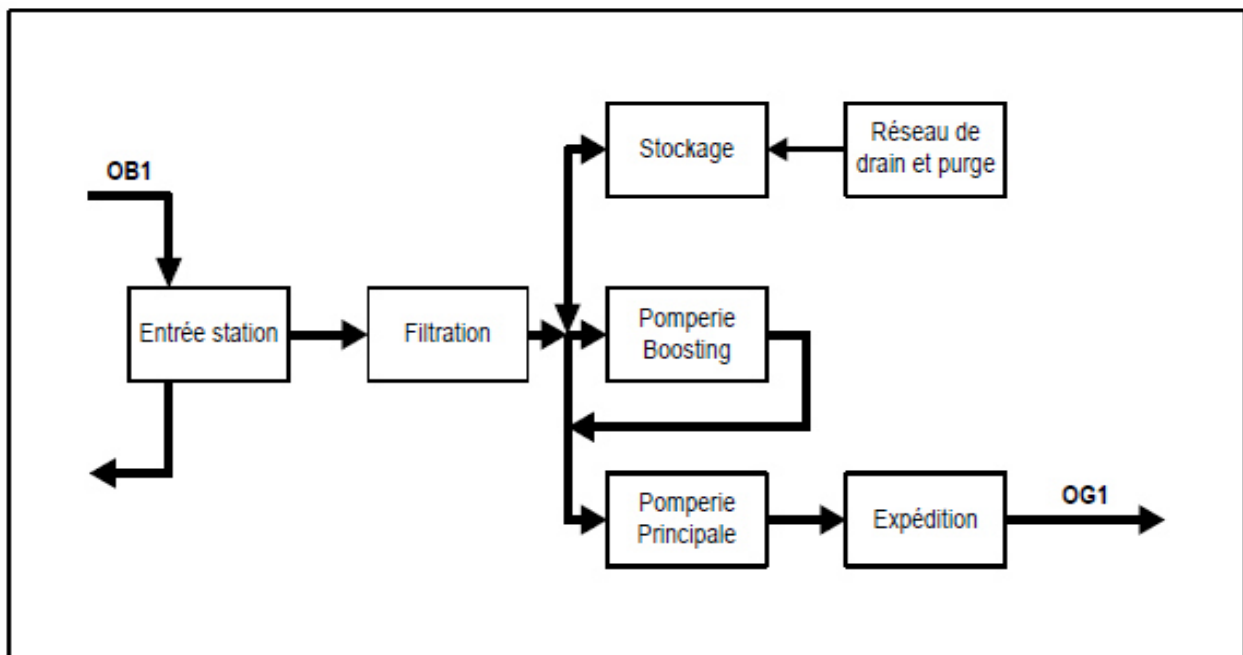 Stockage
Réseau de
drain et purge
OB1
Entrée station
Filtration
Pomperie
Boosting
Pomperie
Principale
Expédition
OG1